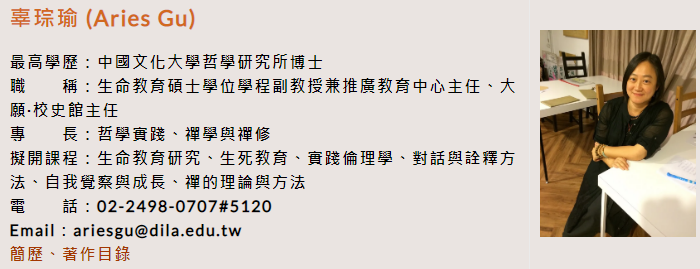 辜琮瑜 (Aries Gu)
最高學歷：中國文化大學哲學研究所博士
職　　稱：生命教育碩士學位學程副教授兼推廣教育中心主任、大
願‧校史館主任
專　　長：哲學實踐、禪學與禪修
擬開課程：生命教育研究、生死教育、實踐倫理學、對話與詮釋方
法、自我覺察與成長、禪的理論與方法
電　　話：02-2498-0707#5120
Email：ariesgu@dila.edu.tw
簡歷、著作目錄